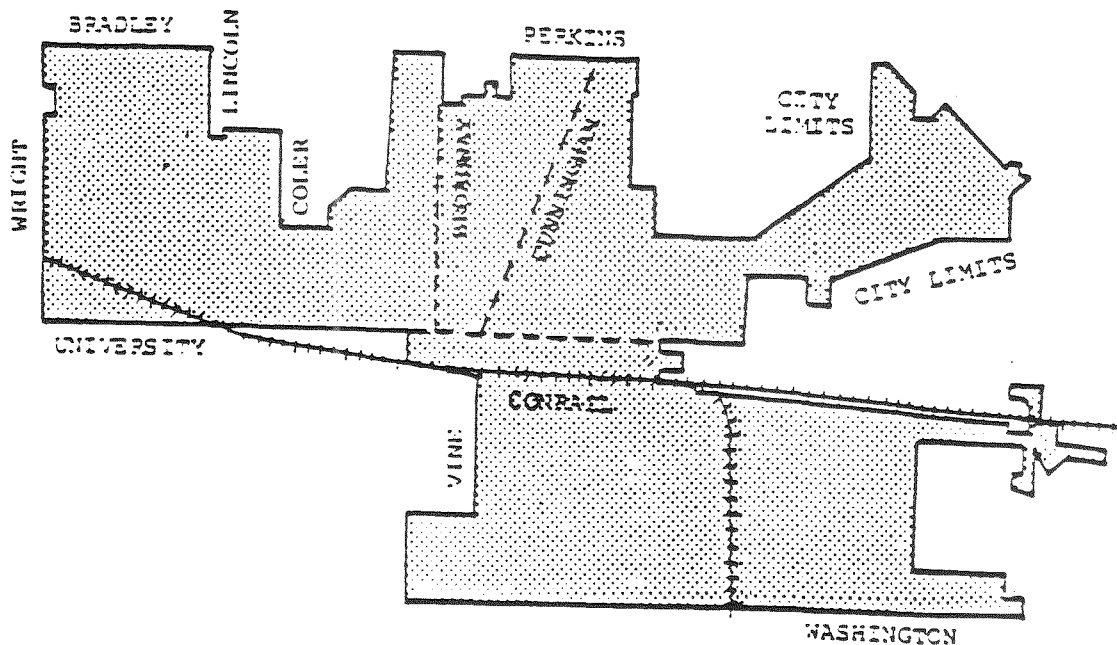 BRADLEY
LINCOLN
PERKINS
CITY
LIMITS
WRIGHT
COLER
BROADWAY
CUNNINGHAM
CITY LIMITS
UNIVERSITY
CONRAIL
VINE
WASHINGTON